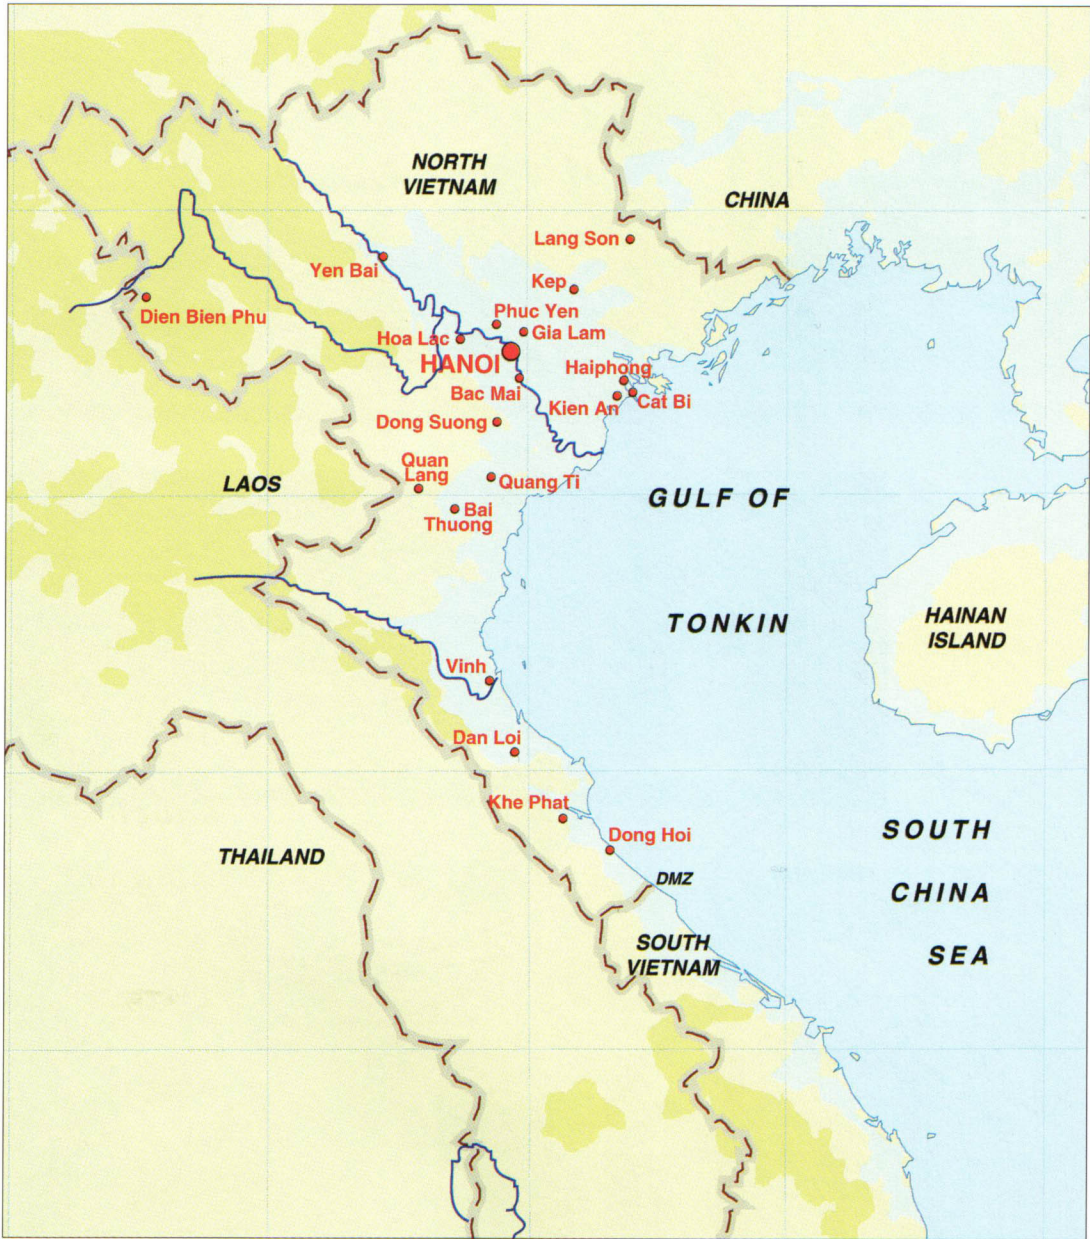 NORTH
VIETNAM
CHINA
Lang Son
Yen Bai
Kep
Dien Bien Phu
Phuc Yen
Hoa Lac
Gia Lam
HANOI
Haiphong
Bac Mai
Kien An
Cat Bi
Dong Suong
Quan
Lang
Quang Ti
LAOS
Bai
Thuong
GULF OF
TONKIN
HAINAN
ISLAND
Vinh
Dan Loi
Khe Phat
Dong Hoi
THAILAND
DMZ
SOUTH
CHINA
SEA
SOUTH
VIETNAM